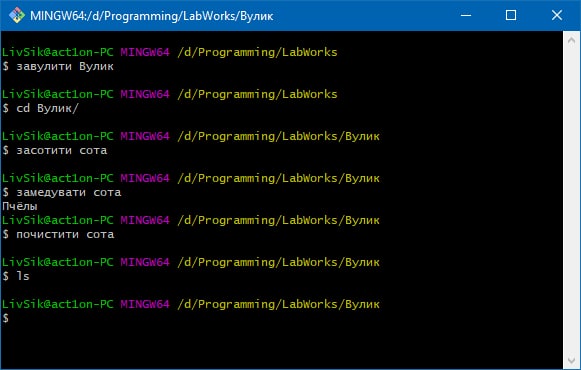 MINGW64:/d/Programming/LabWorks/Вулик
LivSik@act1on-PC MINGW64 /d/Programming/LabWorks
$ завулити Вулик
LivSik@act1on-PC MINGW64 /d/Programming/LabWorks
$ cd Вулик/
LivSik@act1on-PC MINGW64 /d/Programming/LabWorks/Вулик
$ засотити сота
LivSik@act1on-PC MINGW64 /d/Programming/LabWorks/Вулик
$ замедувати сота
Пчёлы
LivSik@act1on-PC MINGW64 /d/Programming/LabWorks/Вулик
$ почистити сота
LivSik@act1on-PC MINGW64 /d/Programming/LabWorks/Вулик
$ ls
LivSik@act1on-PC MINGW64 /d/Programming/LabWorks/Вулик
$